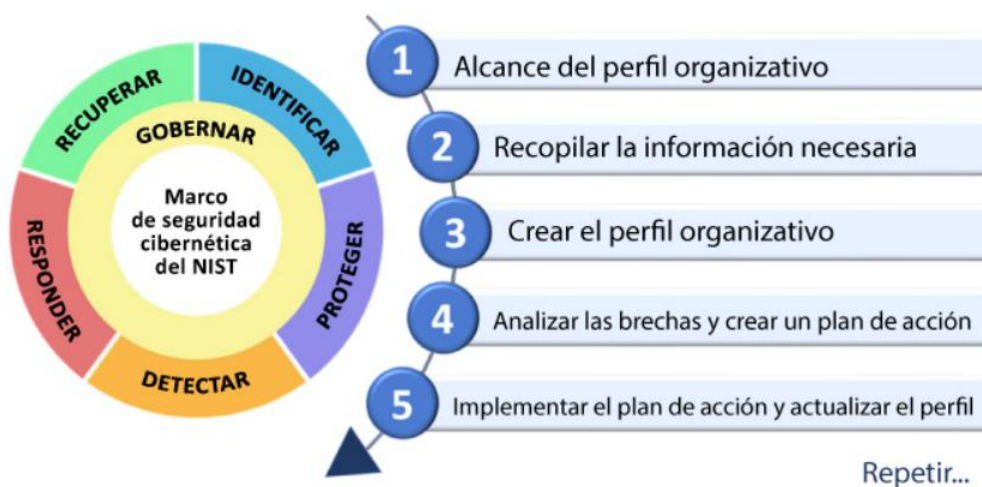 RECUPERAR
IDENTIFICAR
GOBERNAR
Marco
de seguridad
cibernética
del NIST
RESPONDER
PROTEGER
DETECTAR
1 Alcance del perfil organizativo
2 Recopilar la información necesaria
3 Crear el perfil organizativo
4 Analizar las brechas y crear un plan de acción
5 Implementar el plan de acción y actualizar el perfil
Repetir...